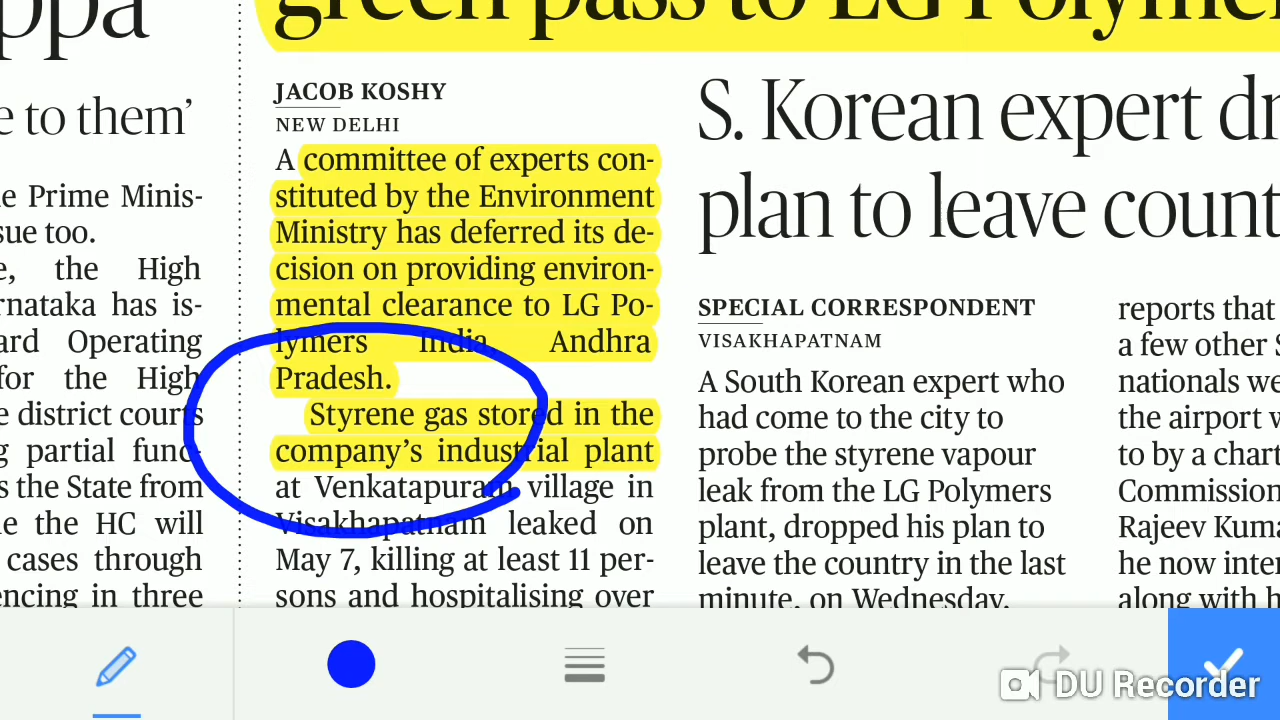 green pass to LG Polymer
JACOB KOSHY
NEW DELHI
A committee of experts con-
stituted by the Environment
Ministry has deferred its de-
cision on providing environ-
mental clearance to LG Po-
lymers India, Andhra
Pradesh.
Styrene gas stored in the
company's industrial plant
at Venkatapuram village in
Visakhapatnam leaked on
May 7, killing at least 11 per-
sons and hospitalising over
ppa
e to them’
e Prime Minis-
sue too.
e, the High
rnataka has is-
ard Operating
for the High
e district courts
g partial func-
s the State from
e the HC will
cases through
encing in three
S. Korean expert dr
plan to leave count
SPECIAL CORRESPONDENT
VISAKHAPATNAM
A South Korean expert who
had come to the city to
probe the styrene vapour
leak from the LG Polymers
plant, dropped his plan to
leave the country in the last
minute, on Wednesday,
reports that
a few other S
nationals we
the airport w
to by a chart
Commission
Rajeev Kuma
he now inter
along with h
DU Recorder